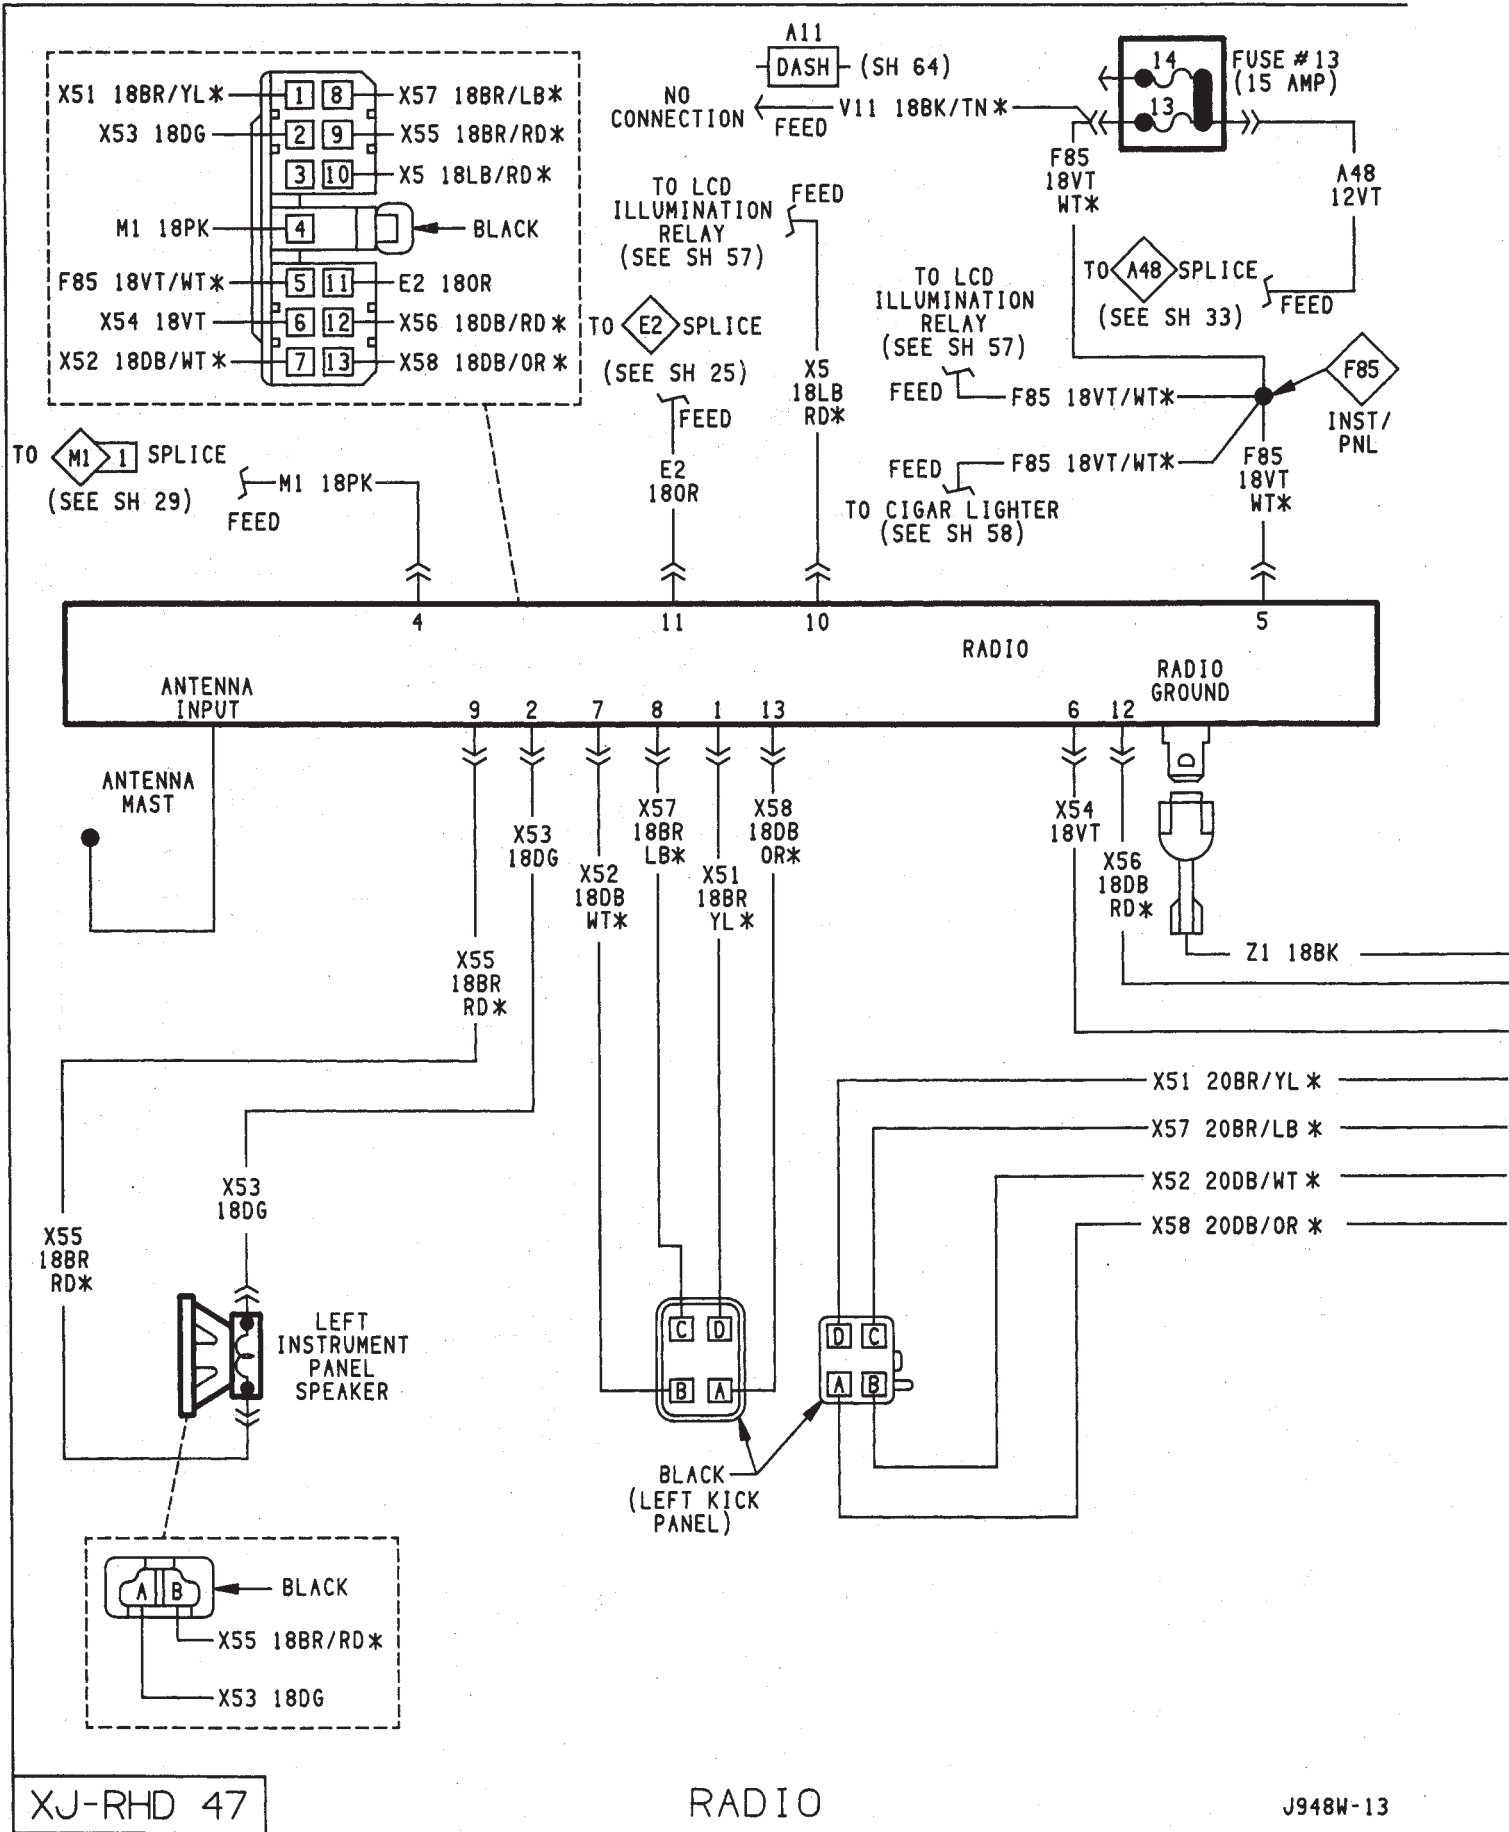 A11
DASH (SH 64)
NO
CONNECTION
FEED
V11 18BK/TN*
14
13
FUSE #13
(15 AMP)
X51 18BR/YL*
X53 18DG
M1 18PK
F85 18VT/WT*
X54 18VT
X52 18DB/WT*
1 8
2 9
3 10
4
5 11
6 12
7 13
X57 18BR/LB*
X55 18BR/RD*
X5 18LB/RD*
BLACK
E2 18OR
X56 18DB/RD*
X58 18DB/OR*
TO LCD
ILLUMINATION
RELAY
(SEE SH 57)
FEED
F85
18VT
WT*
A48
12VT
TO A48 SPLICE
(SEE SH 33)
FEED
TO E2 SPLICE
(SEE SH 25)
FEED
E2
18OR
X5
18LB
RD*
TO LCD
ILLUMINATION
RELAY
(SEE SH 57)
FEED
F85 18VT/WT*
F85
INST/
PNL
FEED
F85 18VT/WT*
TO CIGAR LIGHTER
(SEE SH 58)
F85
18VT
WT*
TO M1 1 SPLICE
(SEE SH 29)
M1 18PK
FEED
4
11
10
5
RADIO
RADIO
GROUND
ANTENNA
INPUT
9 2 7 8 1 13 6 12
ANTENNA
MAST
X55
18BR
RD*
X53
18DG
X52
18DB
WT*
X57
18BR
LB*
X51
18BR
YL*
X58
18DB
OR*
X54
18VT
X56
18DB
RD*
Z1 18BK
X51 20BR/YL*
X57 20BR/LB*
X52 20DB/WT*
X58 20DB/OR*
X53
18DG
X55
18BR
RD*
LEFT
INSTRUMENT
PANEL
SPEAKER
C D
B A
D C
A B
BLACK
(LEFT KICK
PANEL)
A B
BLACK
X55 18BR/RD*
X53 18DG
XJ-RHD 47
RADIO
J948W-13